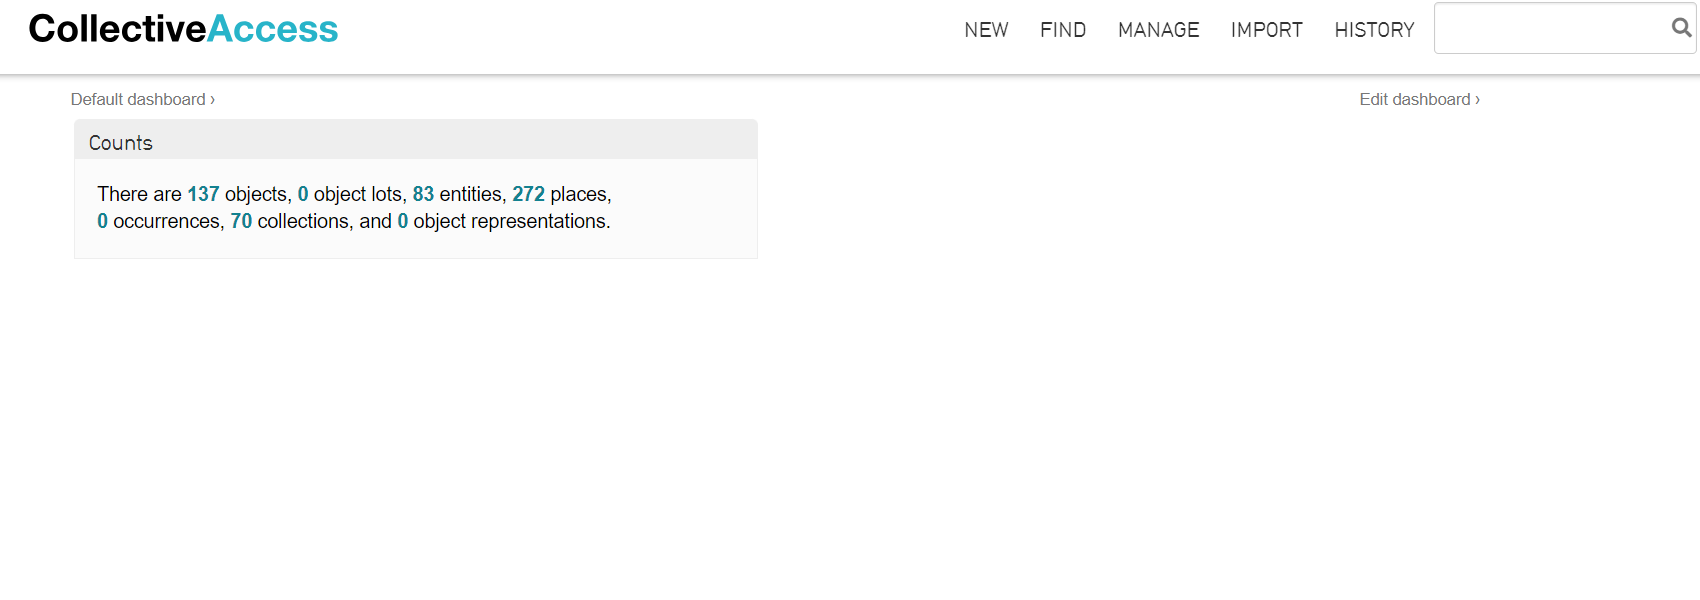 CollectiveAccess
NEW FIND MANAGE IMPORT HISTORY
Default dashboard ›
Edit dashboard ›
Counts
There are 137 objects, 0 object lots, 83 entities, 272 places,
0 occurrences, 70 collections, and 0 object representations.